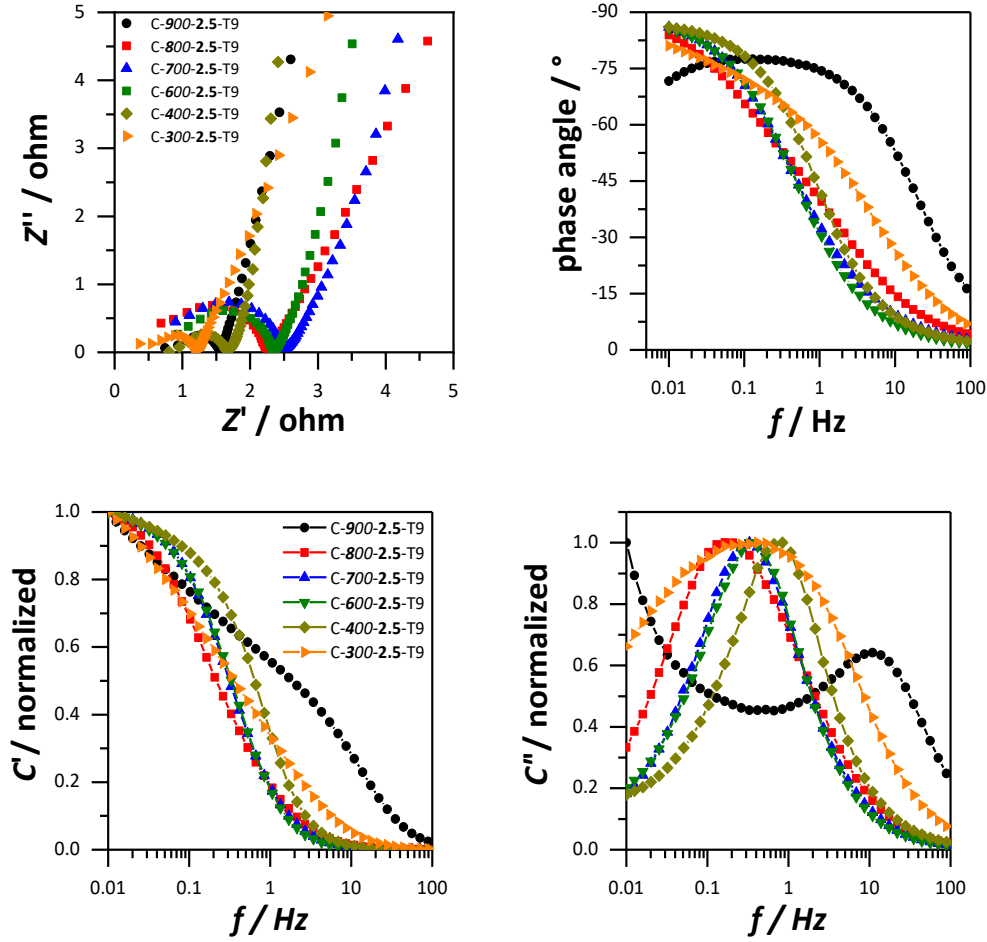 5
4
3
2
1
0
0
1
2
3
4
5
Z'' / ohm
Z' / ohm
C-900-2.5-T9
C-800-2.5-T9
C-700-2.5-T9
C-600-2.5-T9
C-400-2.5-T9
C-300-2.5-T9
-90
-75
-60
-45
-30
-15
0
0.01
0.1
1
10
100
phase angle / °
f / Hz
1.0
0.8
0.6
0.4
0.2
0.0
0.01
0.1
1
10
100
C'/ normalized
f / Hz
C-900-2.5-T9
C-800-2.5-T9
C-700-2.5-T9
C-600-2.5-T9
C-400-2.5-T9
C-300-2.5-T9
1.0
0.8
0.6
0.4
0.2
0.0
0.01
0.1
1
10
100
C'' / normalized
f / Hz